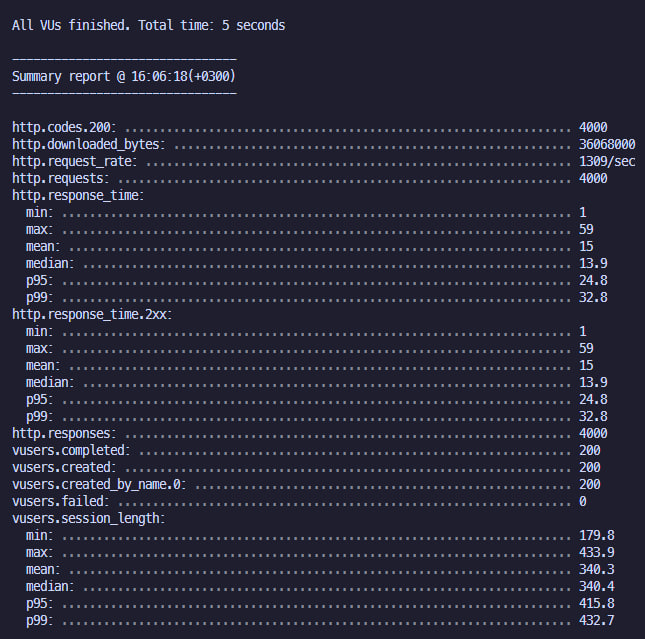 All VUs finished. Total time: 5 seconds
--------------------------------
Summary report @ 16:06:18(+0300)
--------------------------------
http.codes.200: ................................................................ 4000
http.downloaded_bytes: ......................................................... 36068000
http.request_rate: ............................................................. 1309/sec
http.requests: ................................................................. 4000
http.response_time:
  min: ......................................................................... 1
  max: ......................................................................... 59
  mean: ........................................................................ 15
  median: ...................................................................... 13.9
  p95: ......................................................................... 24.8
  p99: ......................................................................... 32.8
http.response_time.2xx:
  min: ......................................................................... 1
  max: ......................................................................... 59
  mean: ........................................................................ 15
  median: ...................................................................... 13.9
  p95: ......................................................................... 24.8
  p99: ......................................................................... 32.8
http.responses: ................................................................ 4000
vusers.completed: .............................................................. 200
vusers.created: ................................................................ 200
vusers.created_by_name.0: ...................................................... 200
vusers.failed: ................................................................. 0
vusers.session_length:
  min: ......................................................................... 179.8
  max: ......................................................................... 433.9
  mean: ........................................................................ 340.3
  median: ...................................................................... 340.4
  p95: ......................................................................... 415.8
  p99: ......................................................................... 432.7